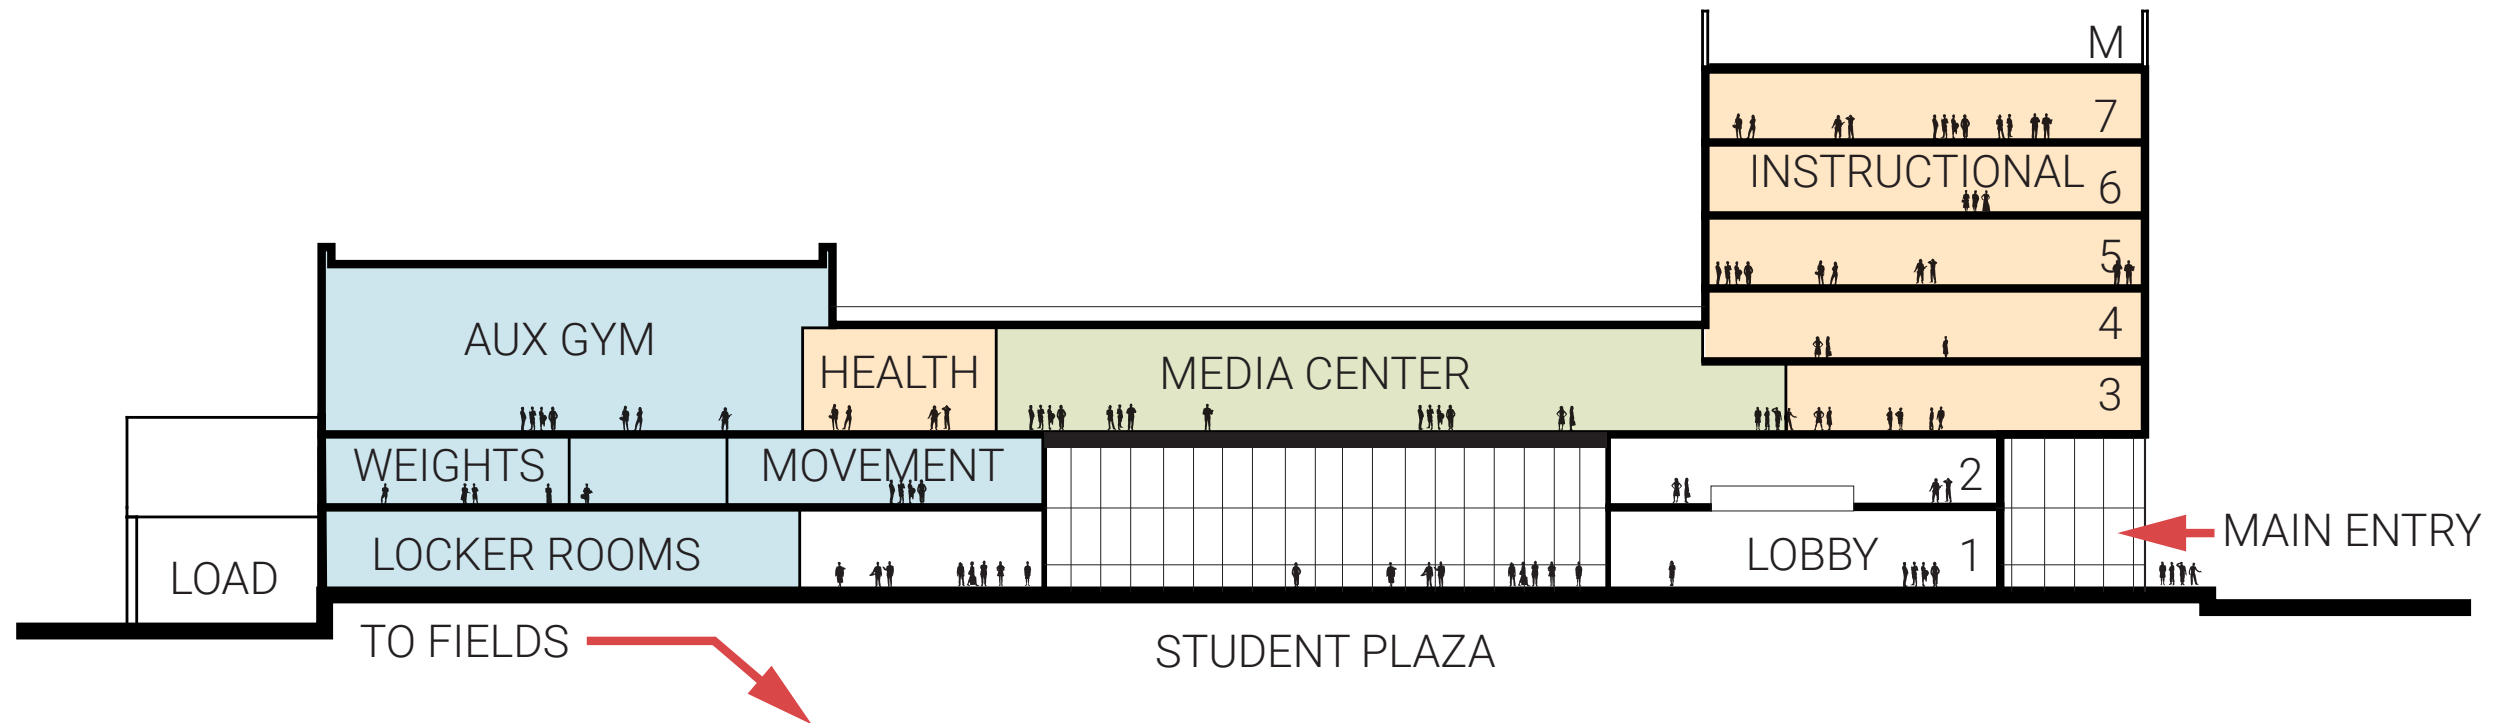 M
7
INSTRUCTIONAL
6
5
4
AUX GYM
HEALTH
MEDIA CENTER
3
WEIGHTS
MOVEMENT
2
LOCKER ROOMS
LOBBY
1
MAIN ENTRY
LOAD
TO FIELDS
STUDENT PLAZA